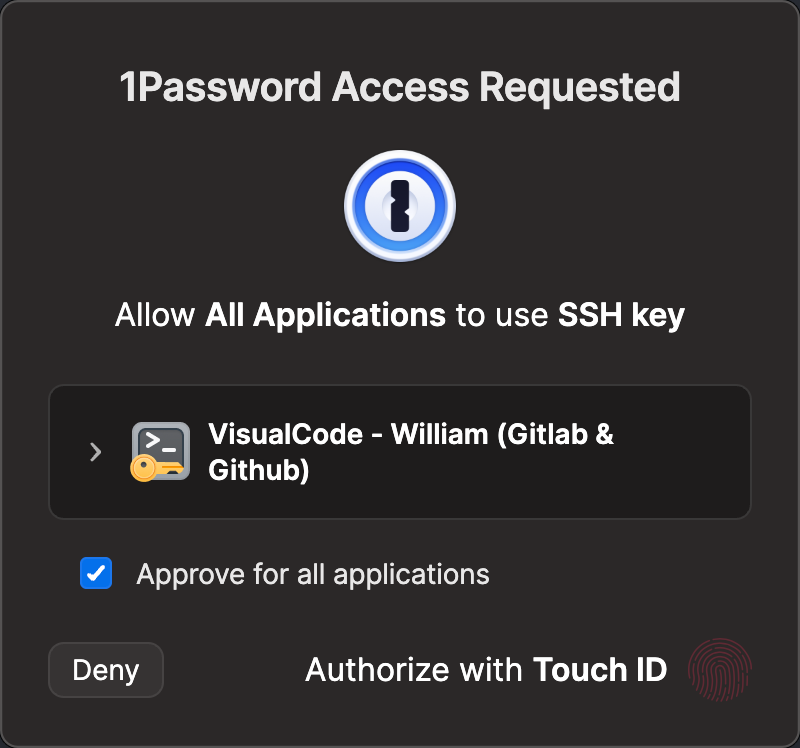 1Password Access Requested
Allow All Applications to use SSH key
VisualCode - William (Gitlab &
Github)
Approve for all applications
Deny
Authorize with Touch ID